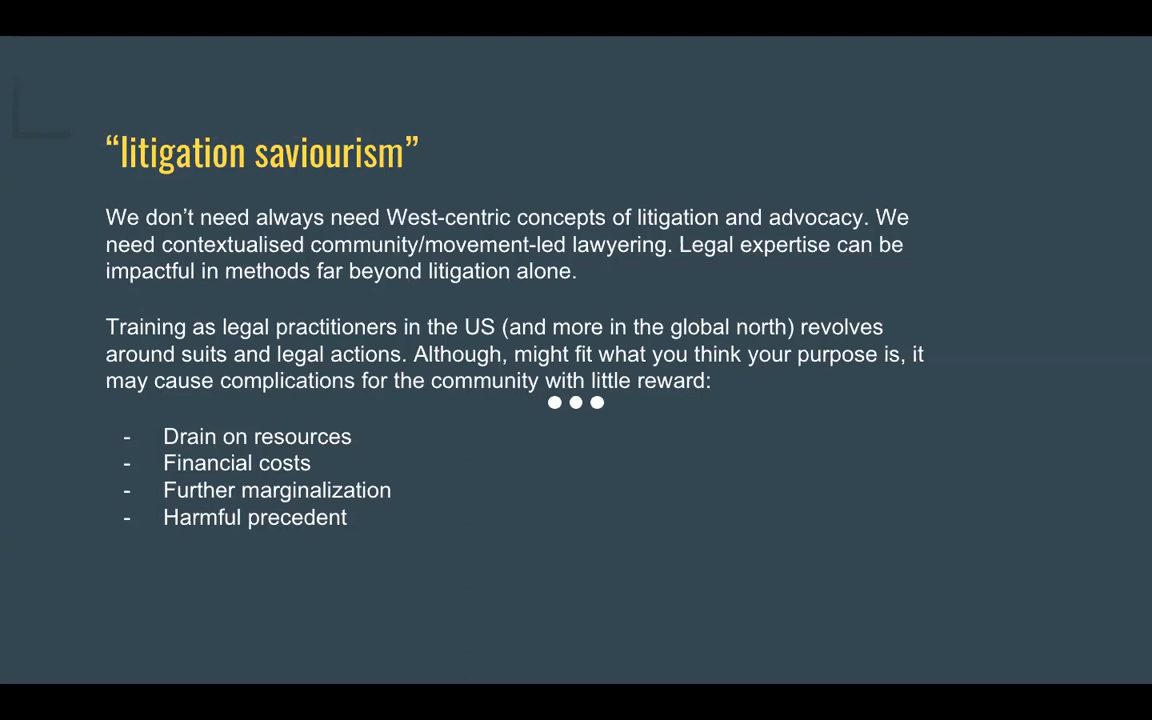 “litigation saviourism”
We don’t need always need West-centric concepts of litigation and advocacy. We
need contextualised community/movement-led lawyering. Legal expertise can be
impactful in methods far beyond litigation alone.
Training as legal practitioners in the US (and more in the global north) revolves
around suits and legal actions. Although, might fit what you think your purpose is, it
may cause complications for the community with little reward:
- Drain on resources
- Financial costs
- Further marginalization
- Harmful precedent